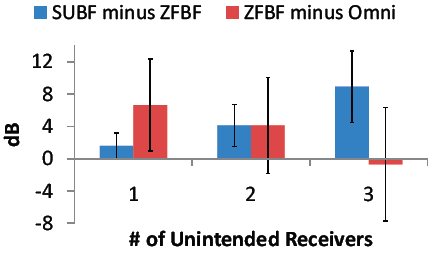 SUBF minus ZFBF ZFBF minus Omni
12
8
4
0
-4
-8
dB
1 2 3
# of Unintended Receivers